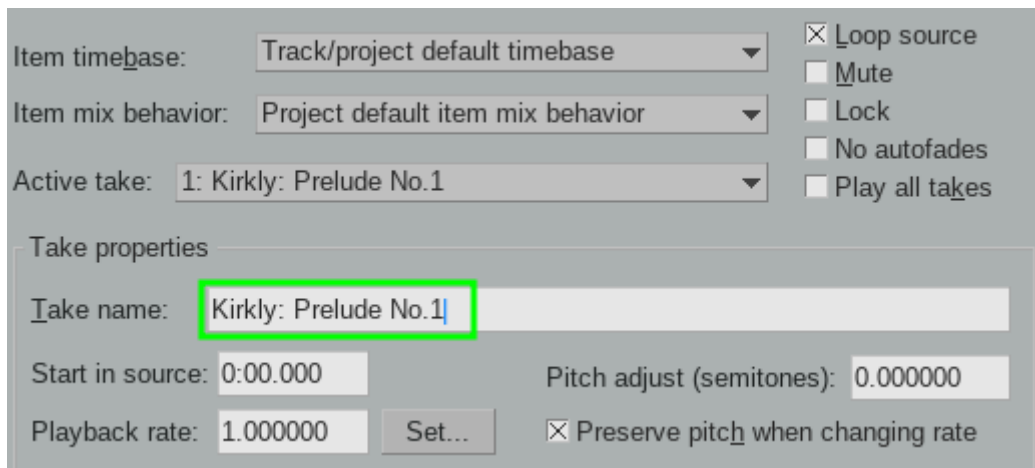 Item timebase: Track/project default timebase
Item mix behavior: Project default item mix behavior
Active take: 1: Kirkly: Prelude No.1
Loop source
Mute
Lock
No autofades
Play all takes
Take properties
Take name: Kirkly: Prelude No.1
Start in source: 0:00.000 Pitch adjust (semitones): 0.000000
Playback rate: 1.000000 Set... Preserve pitch when changing rate